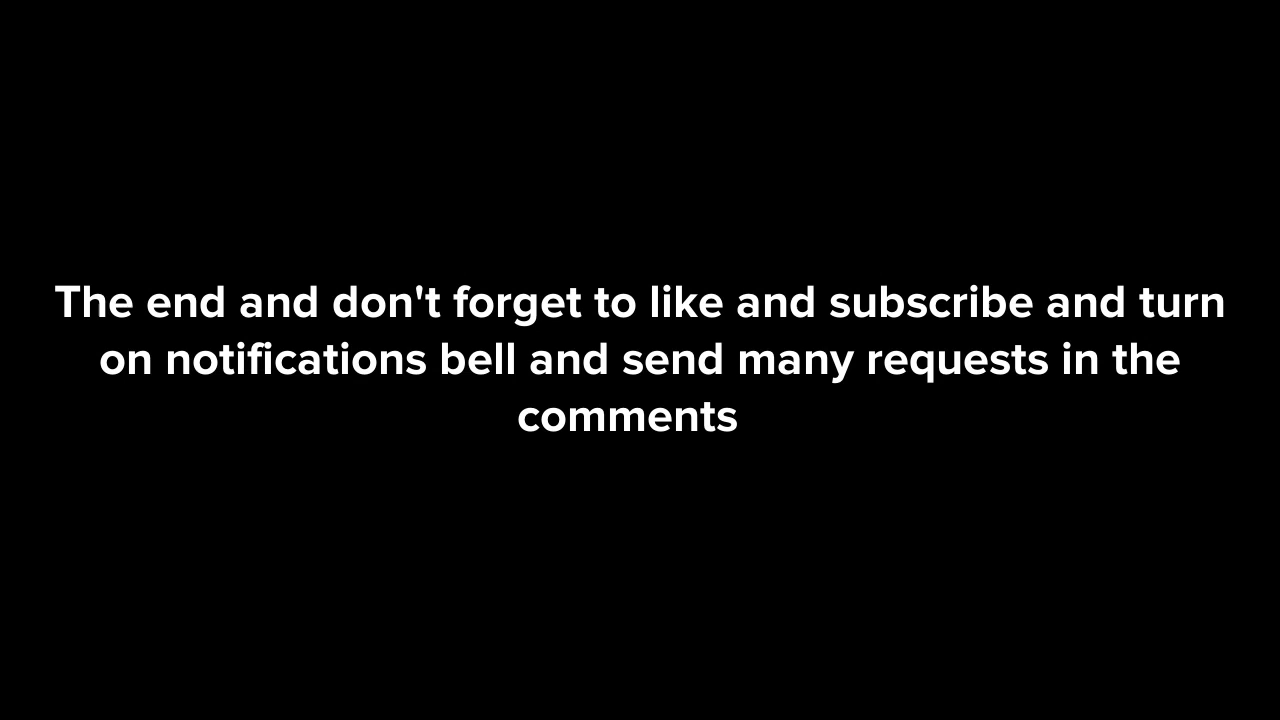 The end and don't forget to like and subscribe and turn
on notifications bell and send many requests in the
comments